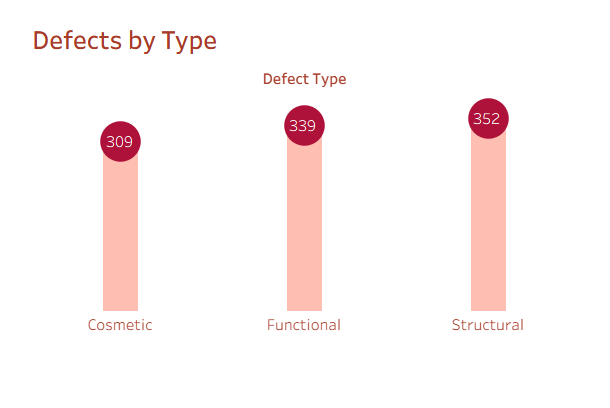 Defects by Type
Defect Type
309
339
352
Cosmetic
Functional
Structural